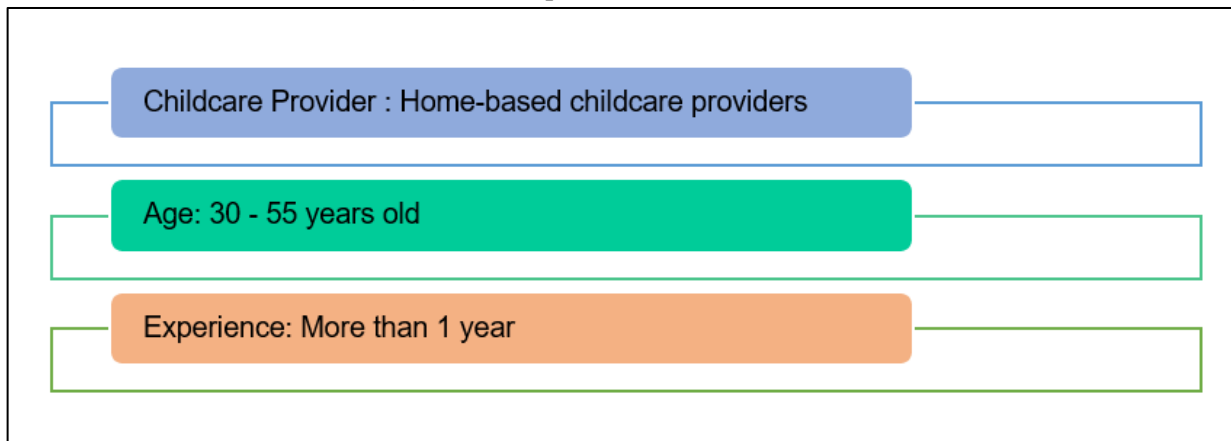 Childcare Provider : Home-based childcare providers
Age: 30 - 55 years old
Experience: More than 1 year